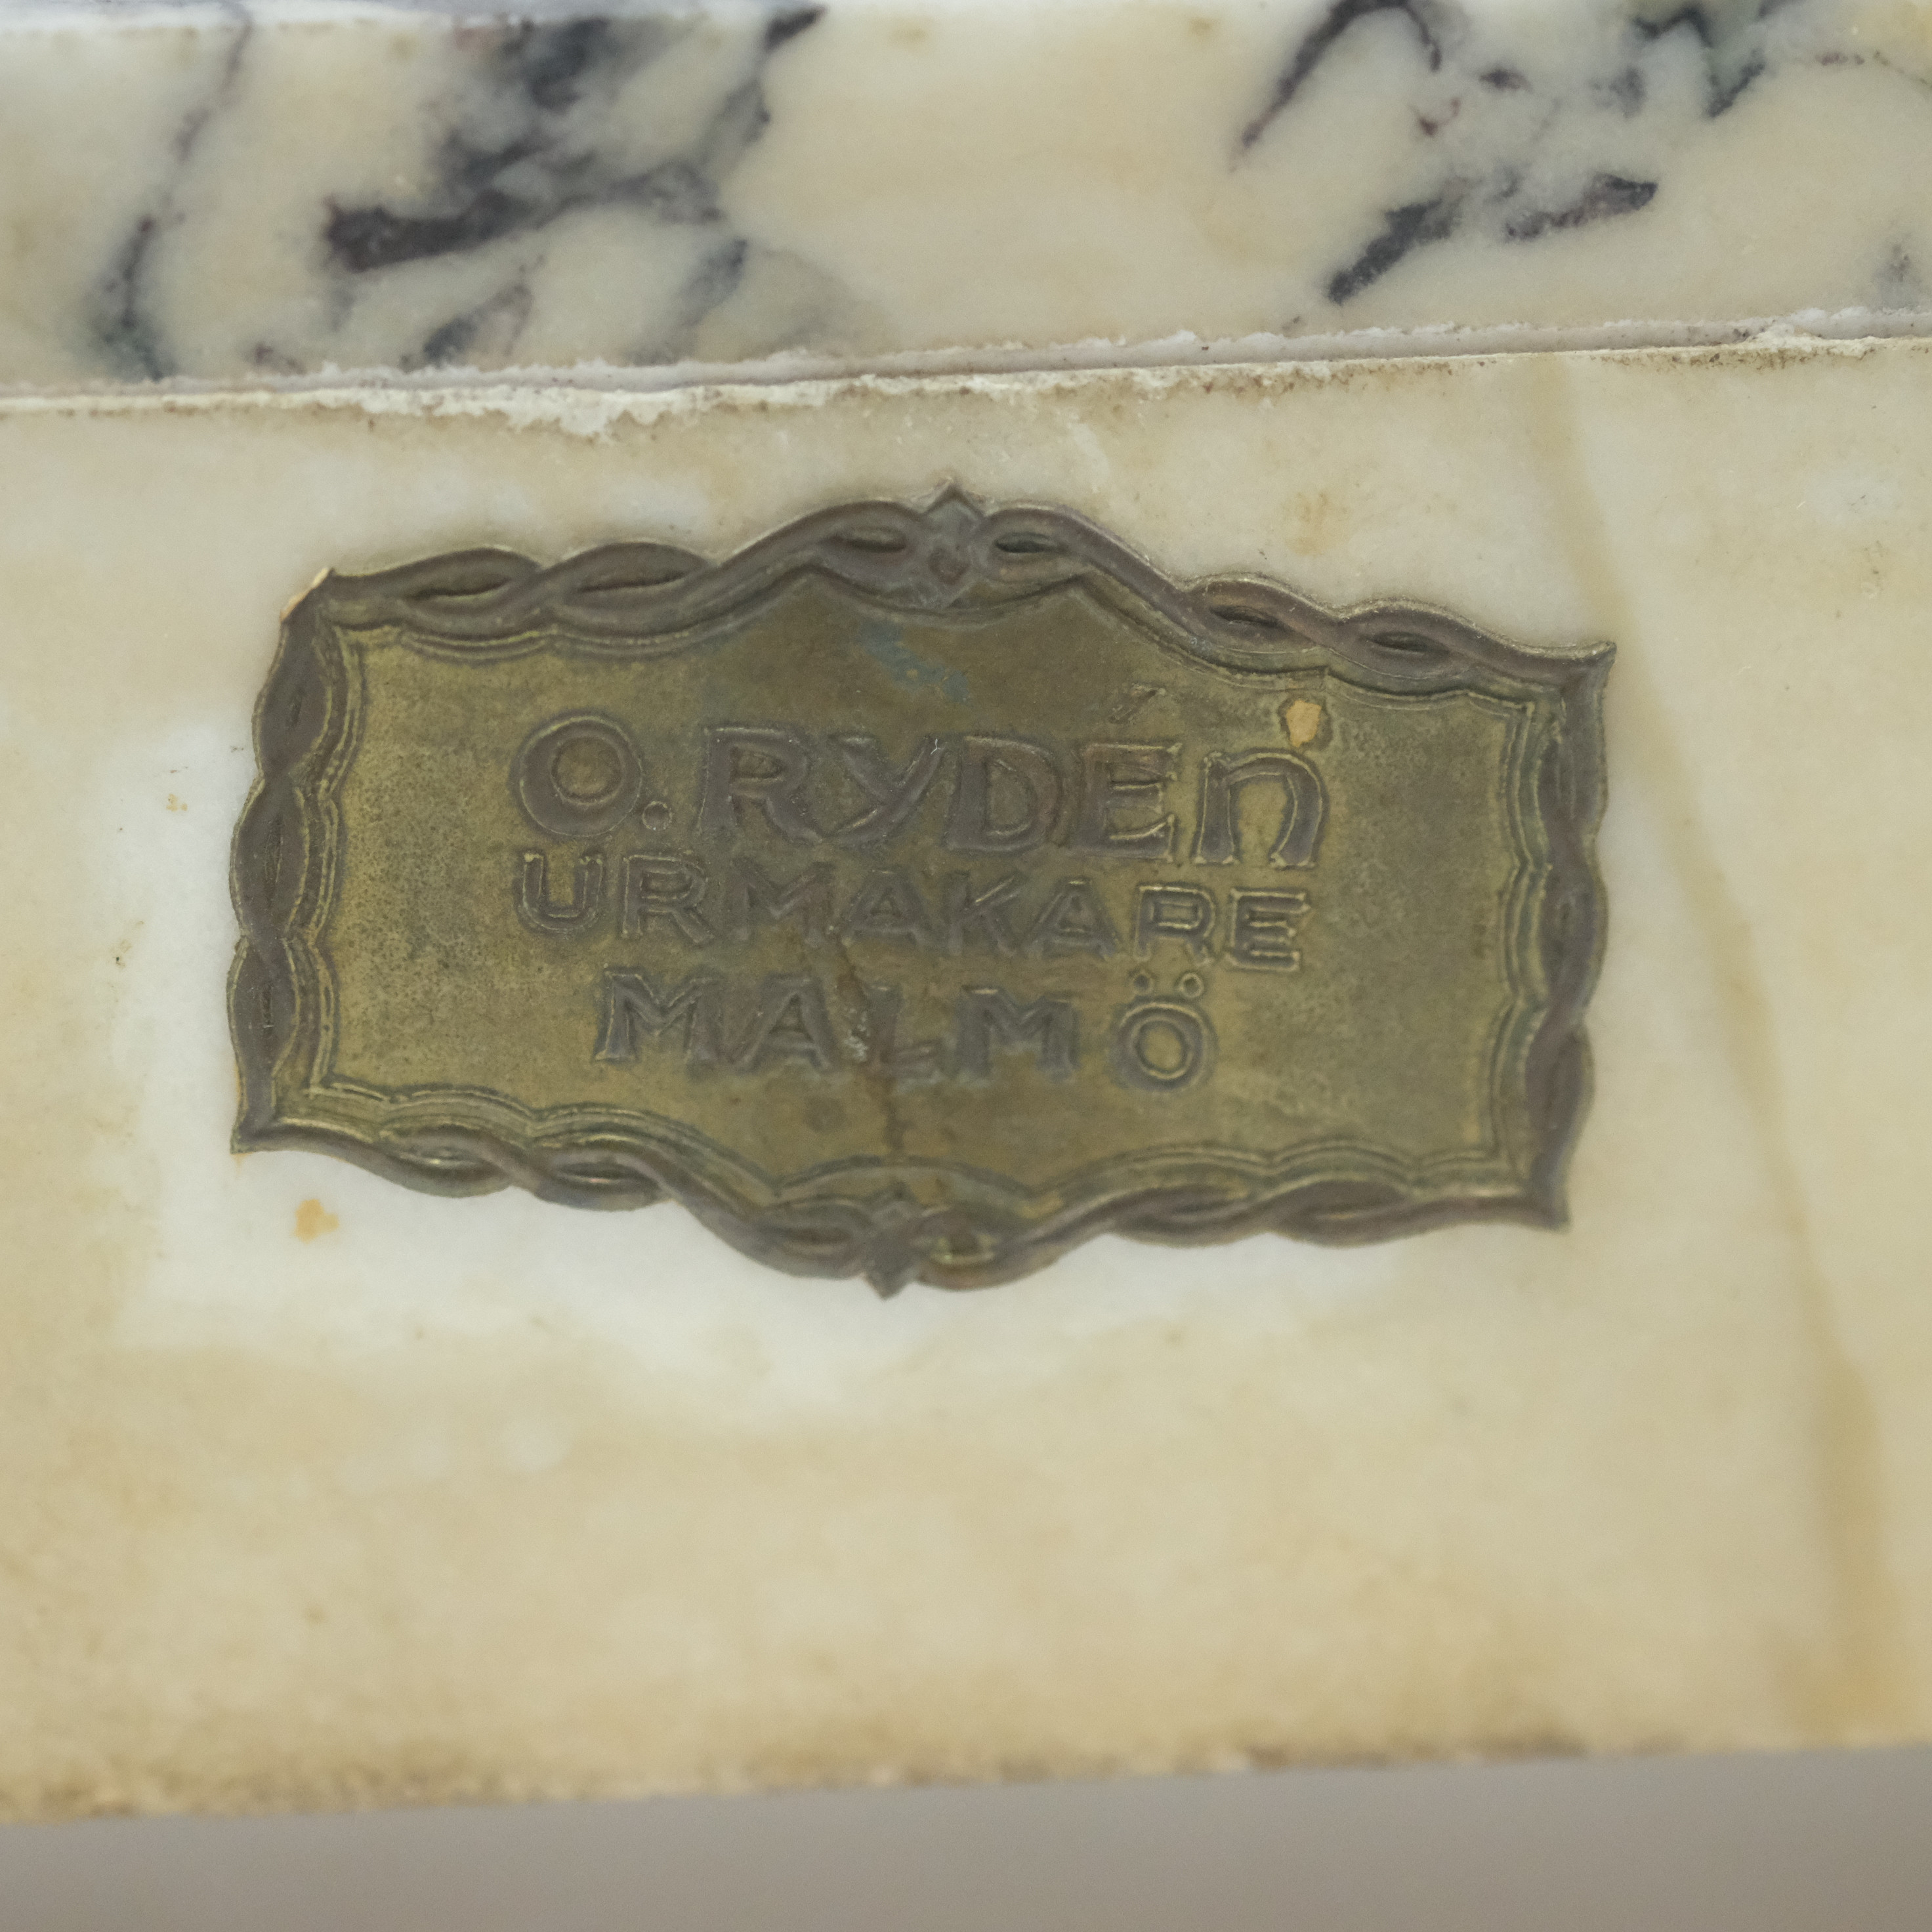 O. RYDÉN
URMAKARE
MALMÖ